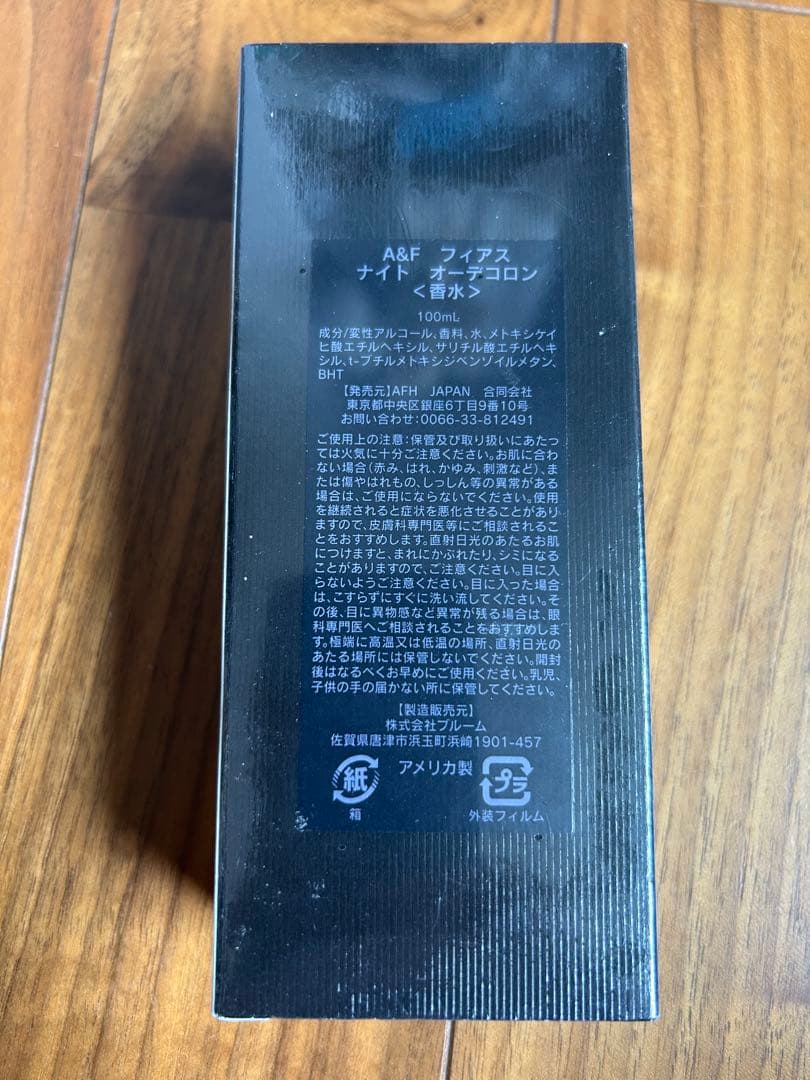 A&F フィアス
ナイト オーデコロン
<香水>
100mL
成分/変性アルコール、香料、水、メトキシケイ
ヒ酸エチルヘキシル、サリチル酸エチルヘキ
シル、t-ブチルメトキシジベンゾイルメタン、
BHT
【発売元】AFH JAPAN 合同会社
東京都中央区銀座6丁目9番10号
お問い合わせ:0066-33-812491
ご使用上の注意:保管及び取り扱いにあたっ
ては火気に十分ご注意ください。お肌に合わ
ない場合(赤み、はれ、かゆみ、刺激など)、ま
たは傷やはれもの、しっしん等の異常がある
場合は、ご使用にならないでください。使用
を継続されると症状を悪化させることがあり
ますので、皮膚科専門医等にご相談されるこ
とをおすすめします。直射日光のあたるお肌
につけますと、まれにかぶれたり、シミになる
ことがありますので、ご注意ください。目に入
らないようご注意ください。目に入った場合
は、こすらずにすぐに洗い流してください。そ
の後、目に異物感など異常が残る場合は、眼
科専門医へご相談されることをおすすめしま
す。極端に高温又は低温の場所、直射日光の
あたる場所には保管しないでください。開封
後はなるべくお早めにご使用ください。乳児、
子供の手の届かない所に保管してください。
【製造販売元】
株式会社ブルーム
佐賀県唐津市浜玉町浜崎1901-457
紙 アメリカ製 プラ
箱 外装フィルム